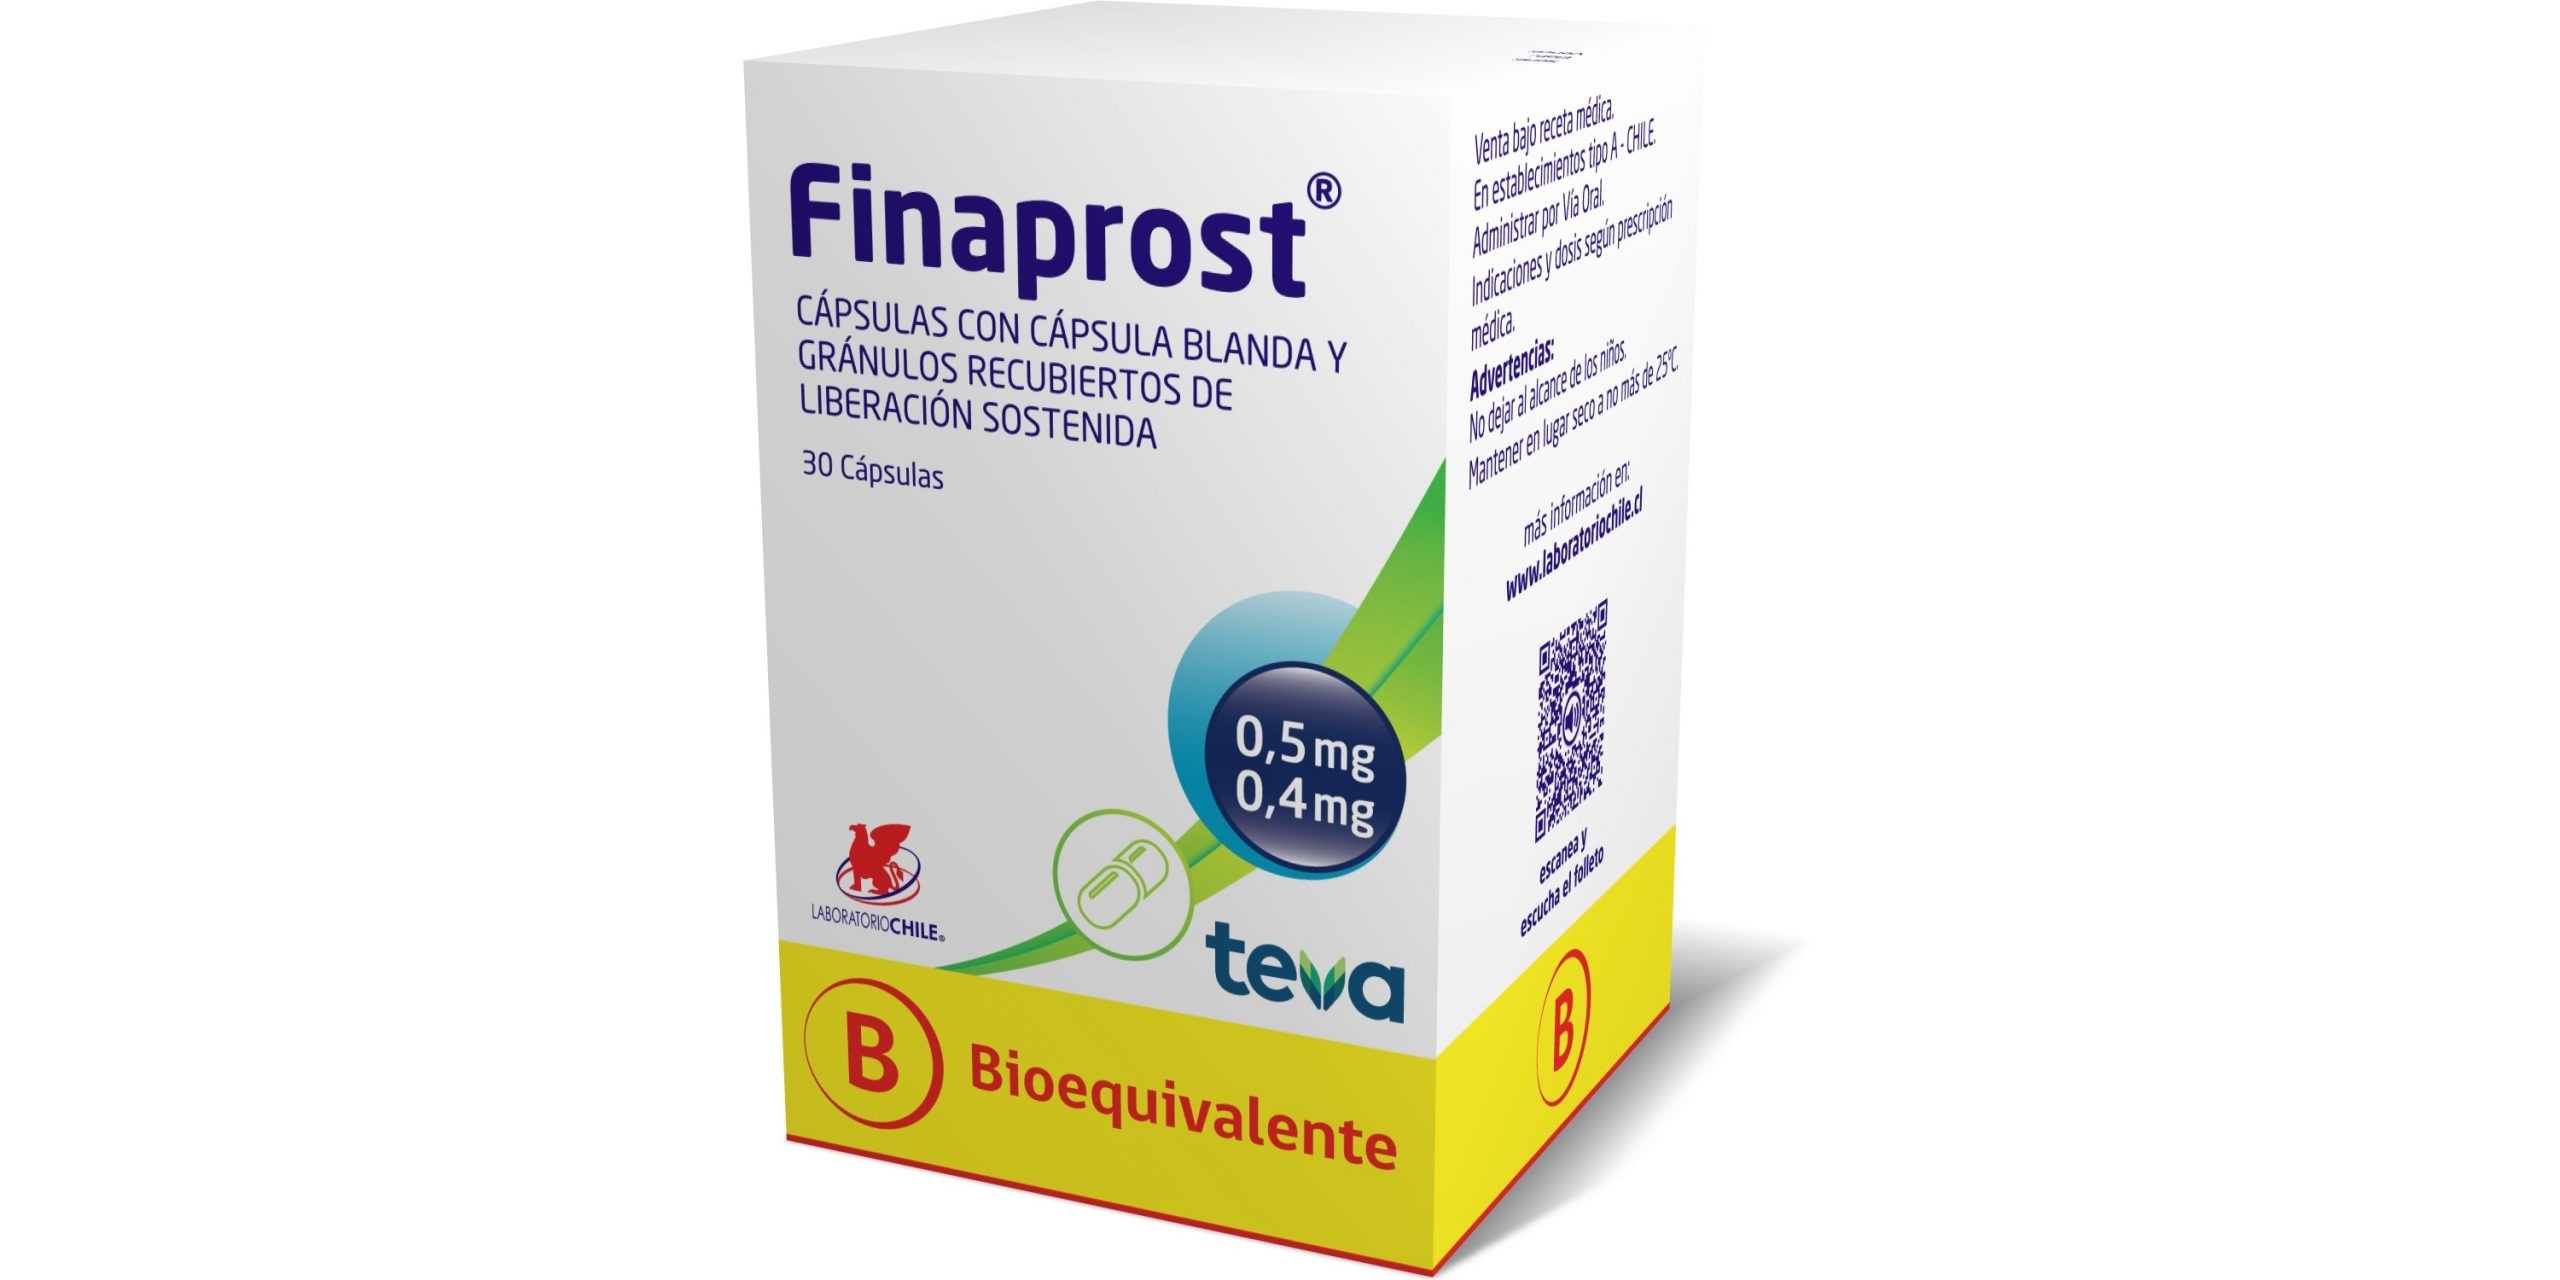 Finaprost®
CÁPSULAS CON CÁPSULA BLANDA Y
GRÁNULOS RECUBIERTOS DE
LIBERACIÓN SOSTENIDA
30 Cápsulas
0,5 mg
0,4 mg
LABORATORIOCHILE®
teva
B
Bioequivalente
Venta bajo receta médica.
En establecimientos tipo A - CHILE.
Administrar por Vía Oral.
Indicaciones y dosis según prescripción
médica.
Advertencias:
No dejar al alcance de los niños.
Mantener en lugar seco a no más de 25°C.
más información en:
www.laboratoriochile.cl
escanea y
escucha el folleto
B